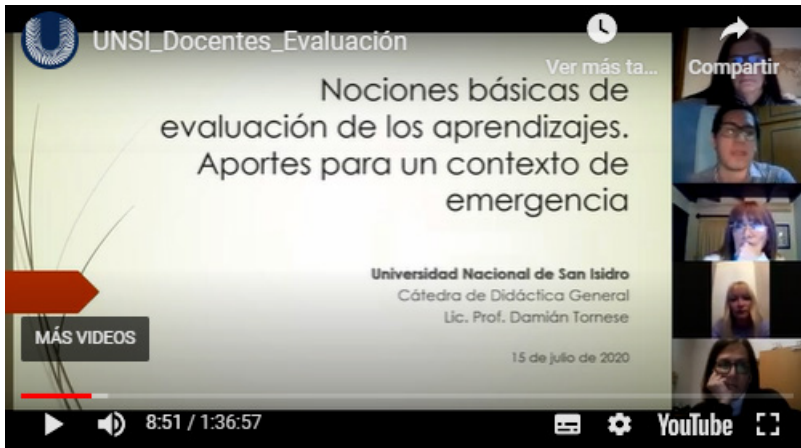 UNSI_Docentes_Evaluación
Ver más ta...
Compartir
Nociones básicas de
evaluación de los aprendizajes.
Aportes para un contexto de
emergencia
Universidad Nacional de San Isidro
Cátedra de Didáctica General
Lic. Prof. Damián Tornese
15 de julio de 2020
MÁS VIDEOS
8:51 / 1:36:57
YouTube